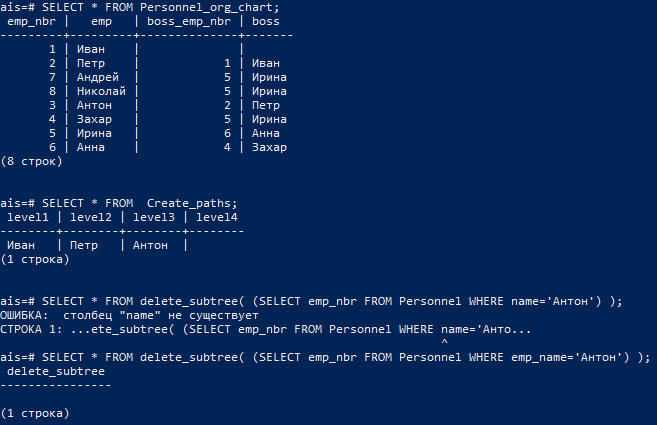 ais=# SELECT * FROM Personnel_org_chart;
 emp_nbr |   emp   | boss_emp_nbr | boss
---------+---------+--------------+-------
       1 | Иван    |              |
       2 | Петр    |            1 | Иван
       7 | Андрей  |            5 | Ирина
       8 | Николай |            5 | Ирина
       3 | Антон   |            2 | Петр
       4 | Захар   |            5 | Ирина
       5 | Ирина   |            6 | Анна
       6 | Анна    |            4 | Захар
(8 строк)
ais=# SELECT * FROM  Create_paths;
 level1 | level2 | level3 | level4
--------+--------+--------+--------
 Иван   | Петр   | Антон  |
(1 строка)
ais=# SELECT * FROM delete_subtree( (SELECT emp_nbr FROM Personnel WHERE name='Антон') );
ОШИБКА:  столбец "name" не существует
СТРОКА 1: ...ete_subtree( (SELECT emp_nbr FROM Personnel WHERE name='Анто...
^
ais=# SELECT * FROM delete_subtree( (SELECT emp_nbr FROM Personnel WHERE emp_name='Антон') );
 delete_subtree
----------------
(1 строка)